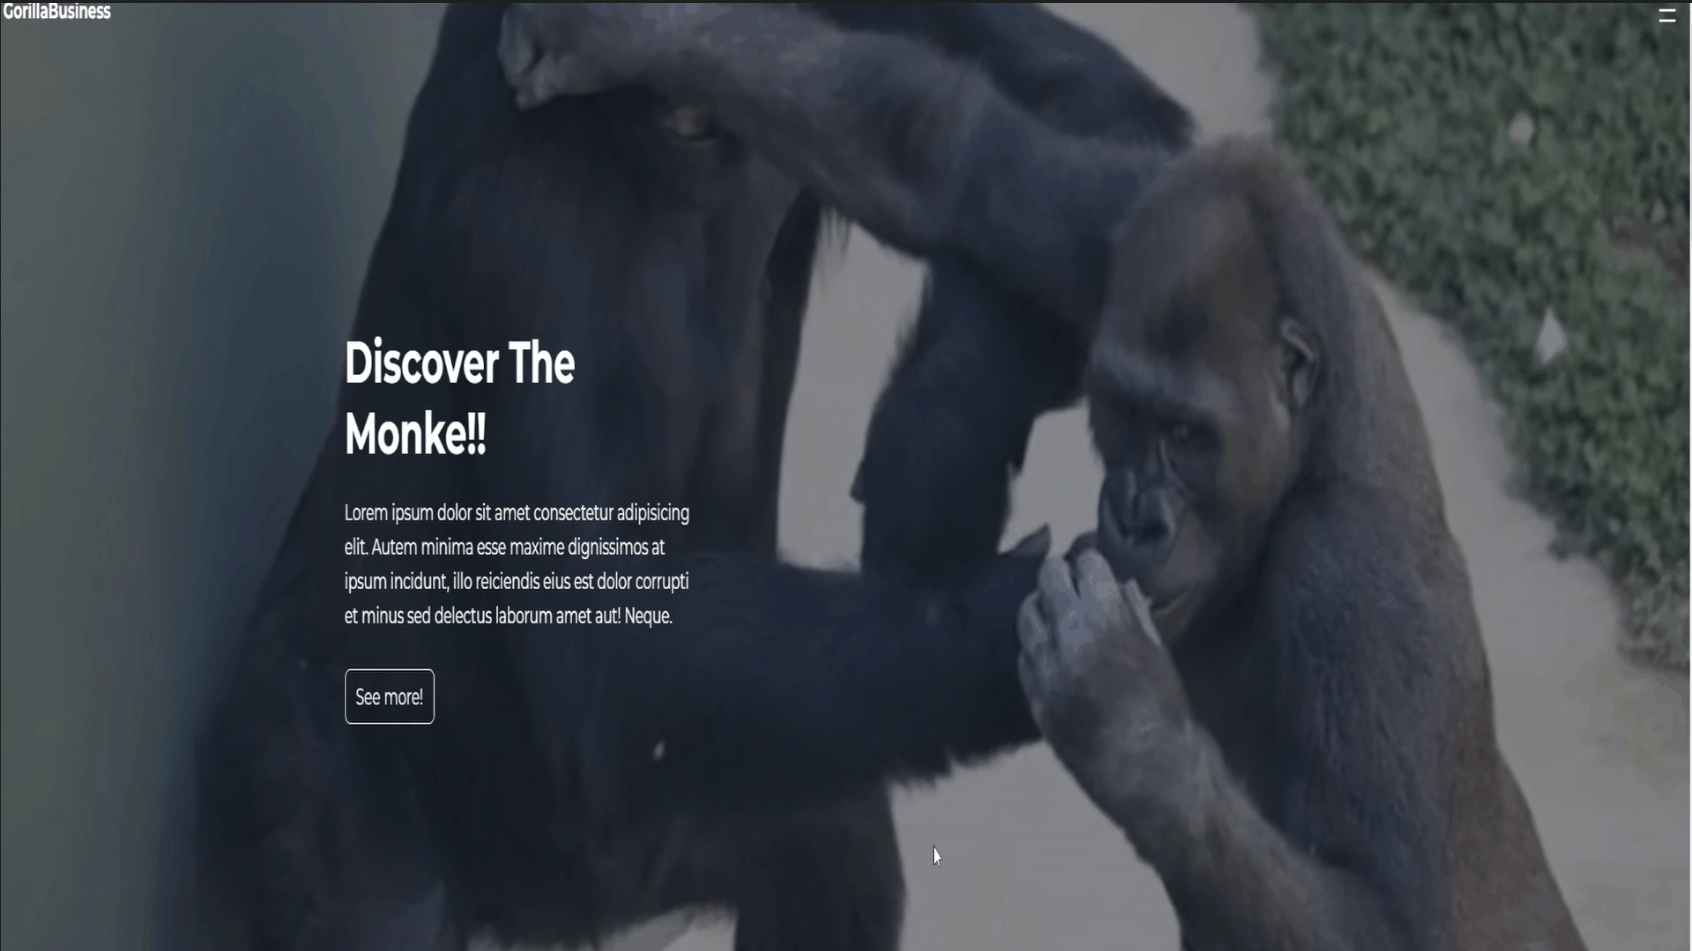 GorillaBusiness
Discover The
Monke!!
Lorem ipsum dolor sit amet consectetur adipisicing
elit. Autem minima esse maxime dignissimos at
ipsum incidunt, illo reiciendis eius est dolor corrupti
et minus sed delectus laborum amet aut! Neque.
See more!